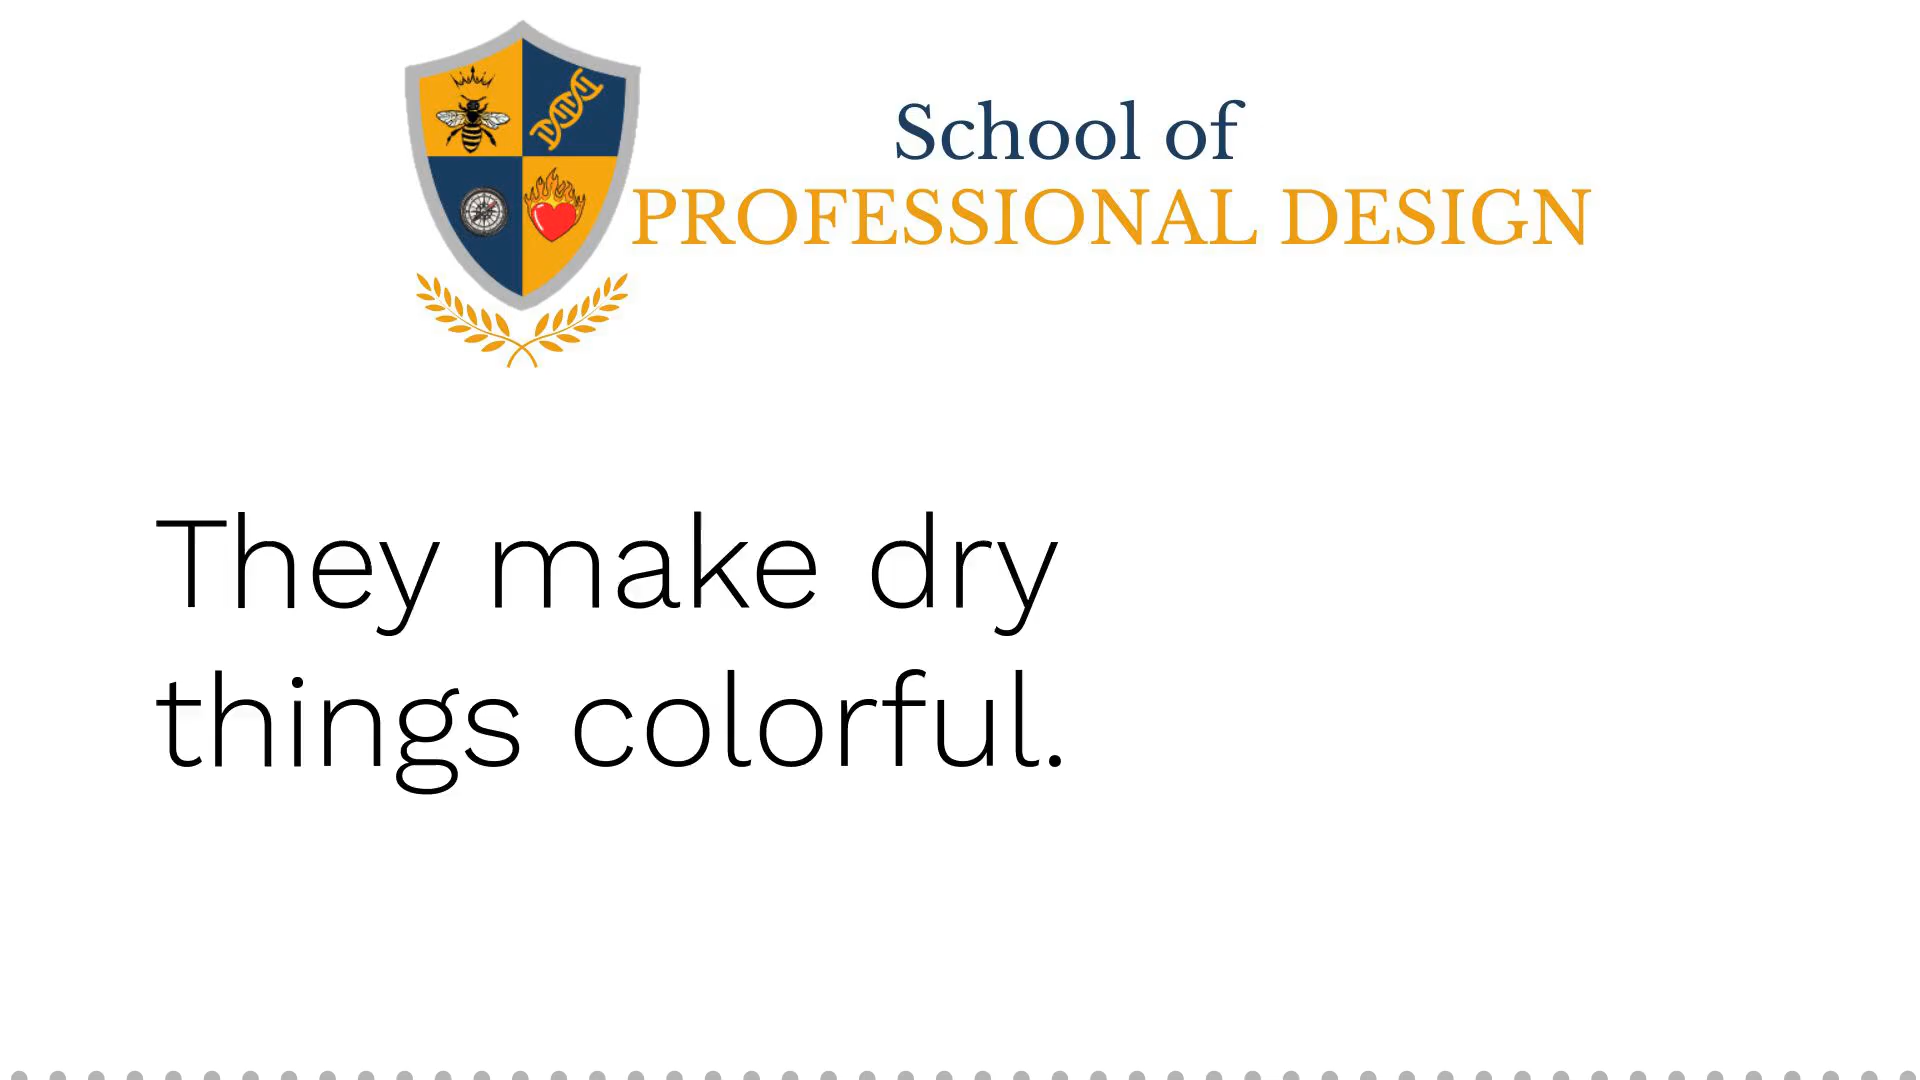 School of
PROFESSIONAL DESIGN
They make dry
things colorful.